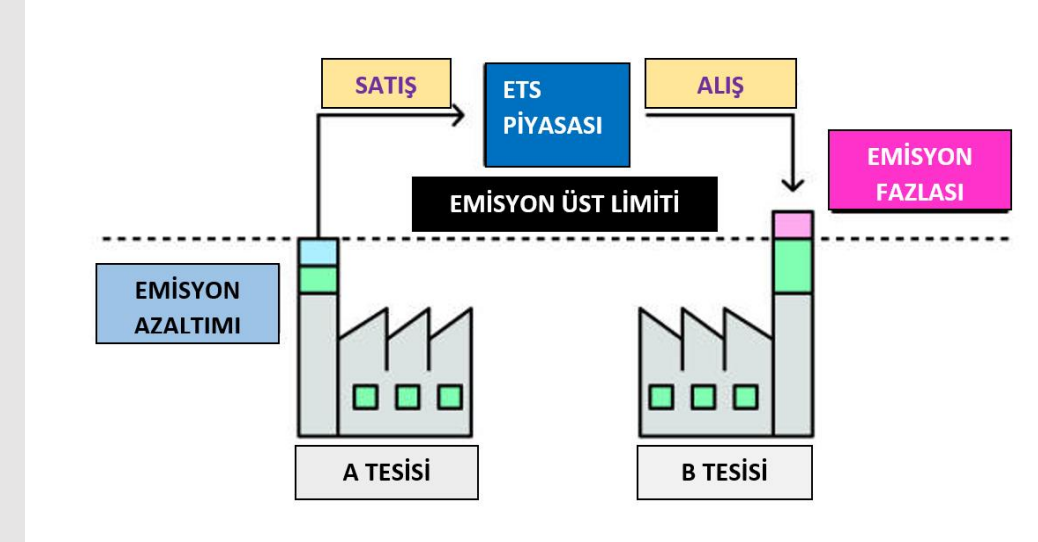 SATIŞ
ETS
PİYASASI
ALIŞ
EMİSYON
FAZLASI
EMİSYON ÜST LİMİTİ
EMİSYON
AZALTIMI
A TESİSİ
B TESİSİ